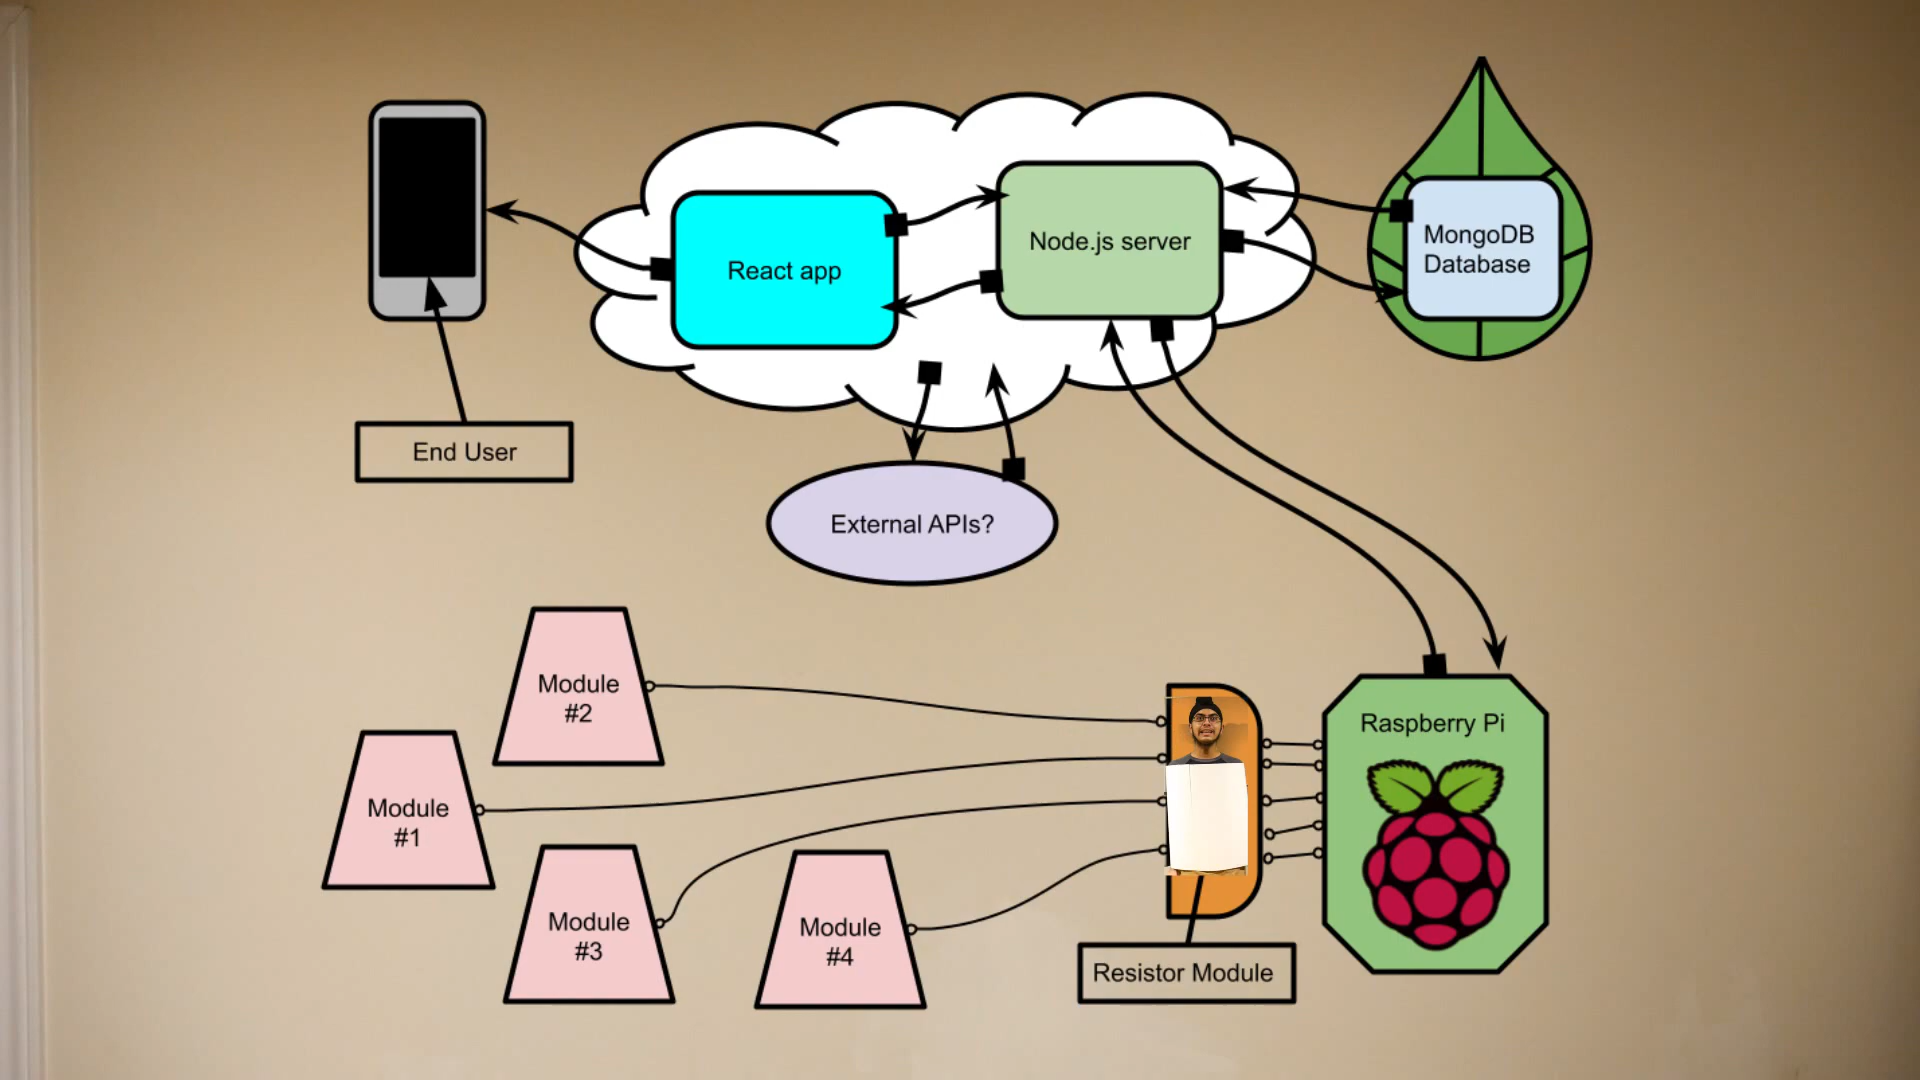 React app
Node.js server
MongoDB
Database
End User
External APIs?
Module
#2
Module
#1
Module
#3
Module
#4
Raspberry Pi
Resistor Module